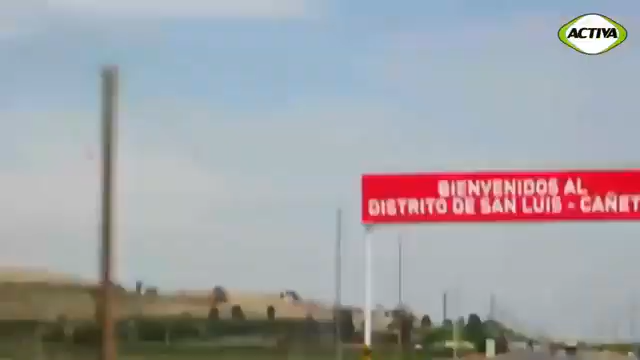 ACTIVA
BIENVENIDOS AL
DISTRITO DE SAN LUIS - CAÑET